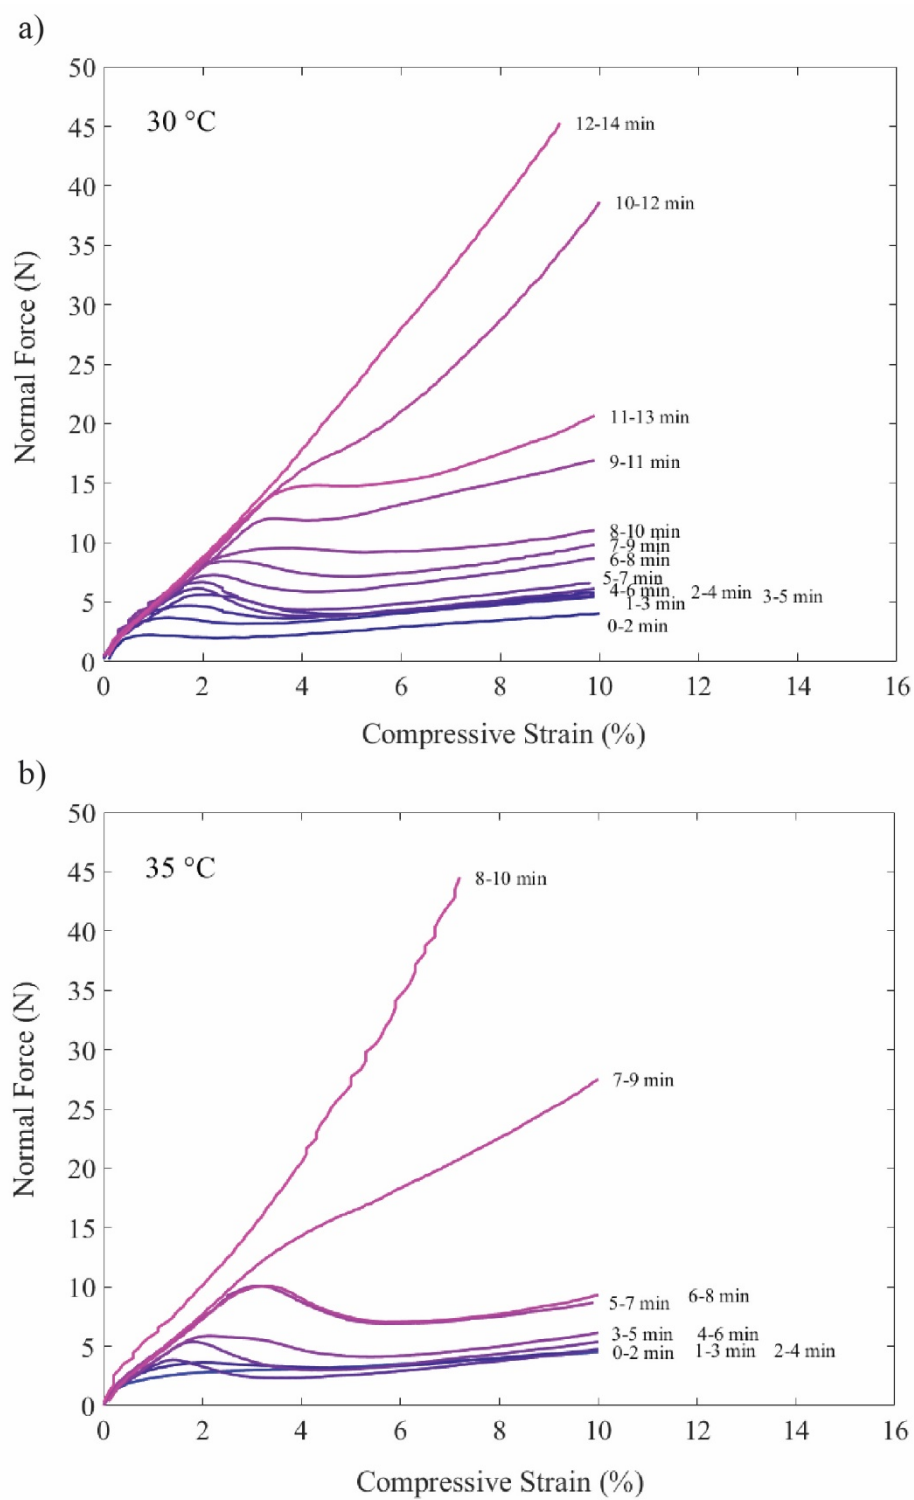 a)
50
45
40
35
30
25
20
15
10
5
0
30 °C
12-14 min
10-12 min
11-13 min
9-11 min
8-10 min
7-9 min
6-8 min
5-7 min
4-6 min 2-4 min 3-5 min
1-3 min
0-2 min
0 2 4 6 8 10 12 14 16
Normal Force (N)
Compressive Strain (%)
b)
50
45
40
35
30
25
20
15
10
5
0
35 °C
8-10 min
7-9 min
5-7 min 6-8 min
3-5 min 4-6 min
0-2 min 1-3 min 2-4 min
0 2 4 6 8 10 12 14 16
Normal Force (N)
Compressive Strain (%)